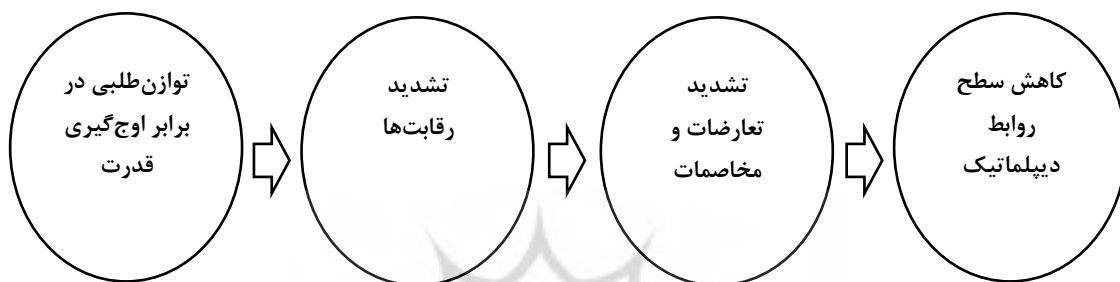 توازن‌طلبی در
برابر اوج‌گیری
قدرت
تشدید
رقابت‌ها
تشدید
تعارضات و
مخاصمات
کاهش سطح
روابط
دیپلماتیک